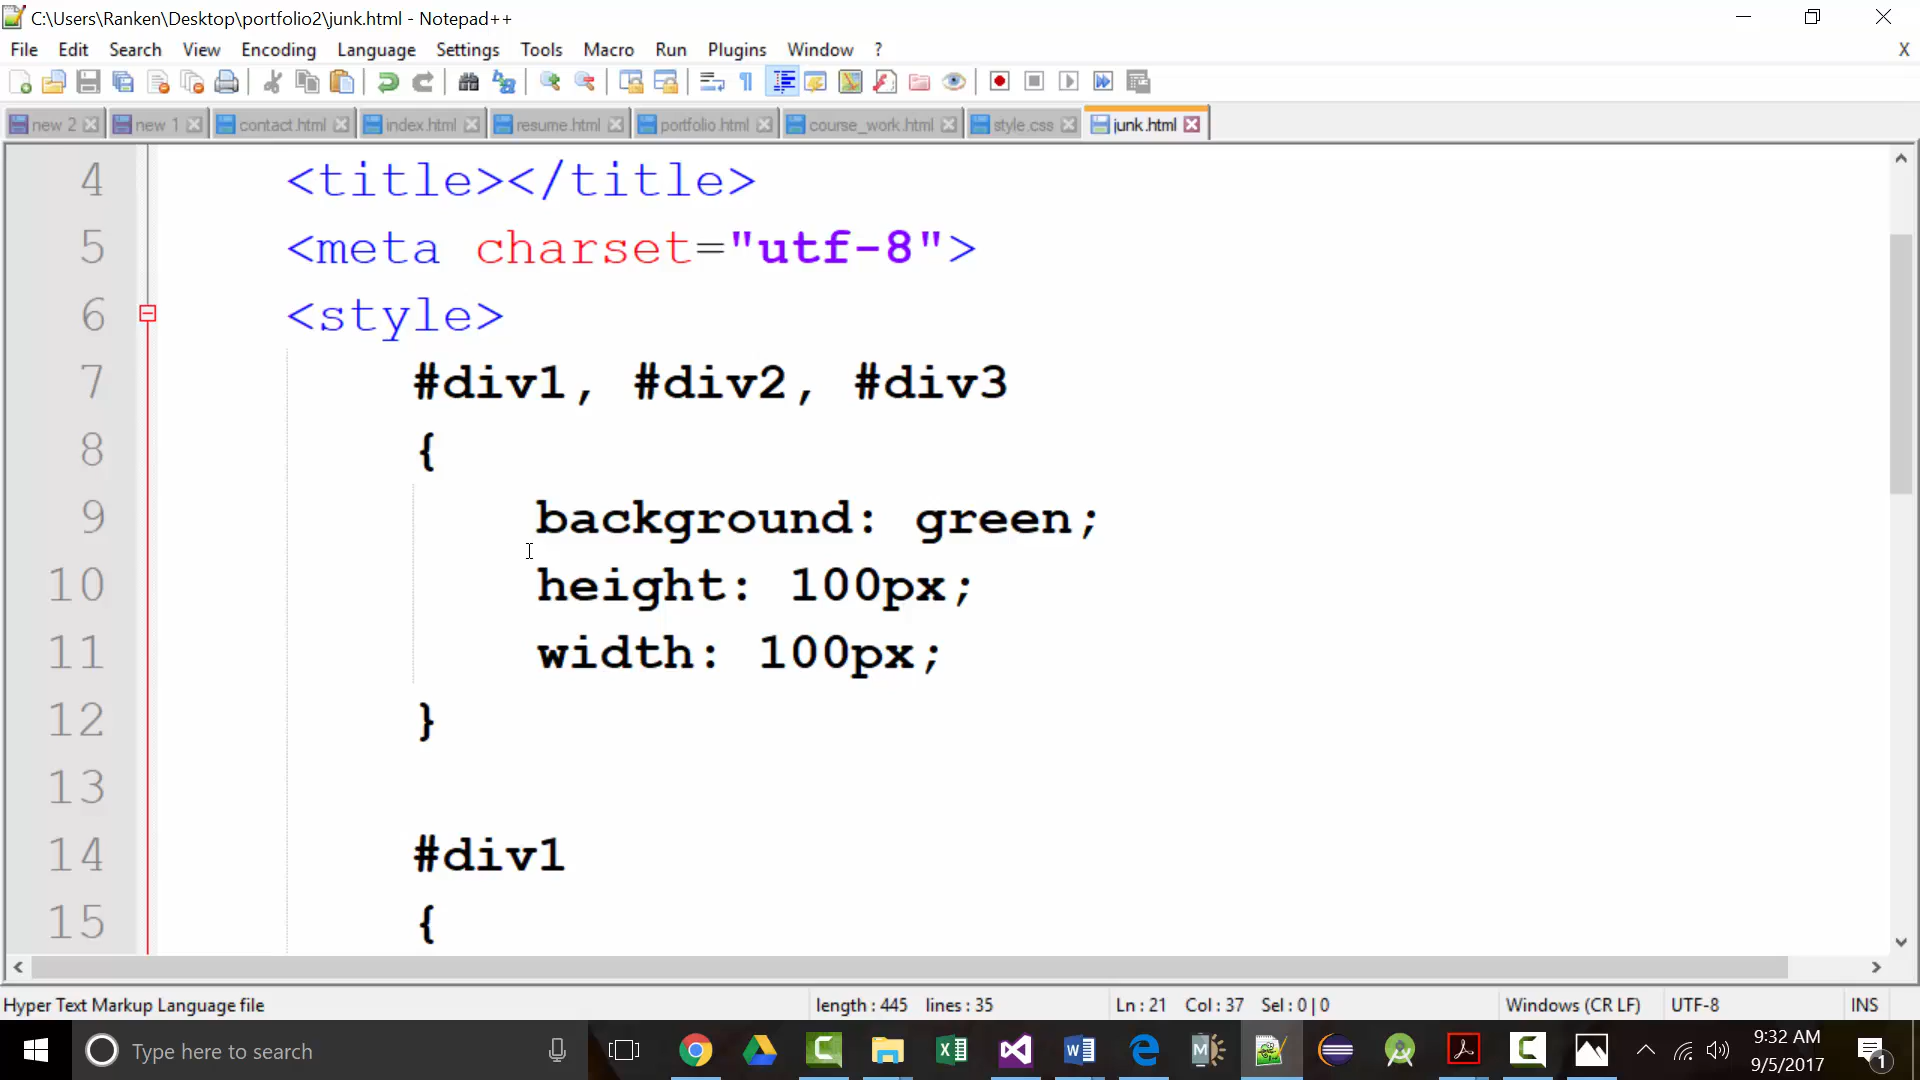 C:\Users\Ranken\Desktop\portfolio2\junk.html - Notepad++
File Edit Search View Encoding Language Settings Tools Macro Run Plugins Window ? X
new 2 new 1 contact.html index.html resume.html portfolio.html course_work.html style.css junk.html
4 <title></title>
5 <meta charset="utf-8">
6 <style>
7 #div1, #div2, #div3
8 {
9 background: green;
10 height: 100px;
11 width: 100px;
12 }
13
14 #div1
15 {
Hyper Text Markup Language file length : 445 lines : 35 Ln : 21 Col : 37 Sel : 0 | 0 Windows (CR LF) UTF-8 INS
Type here to search
9:32 AM
9/5/2017
1